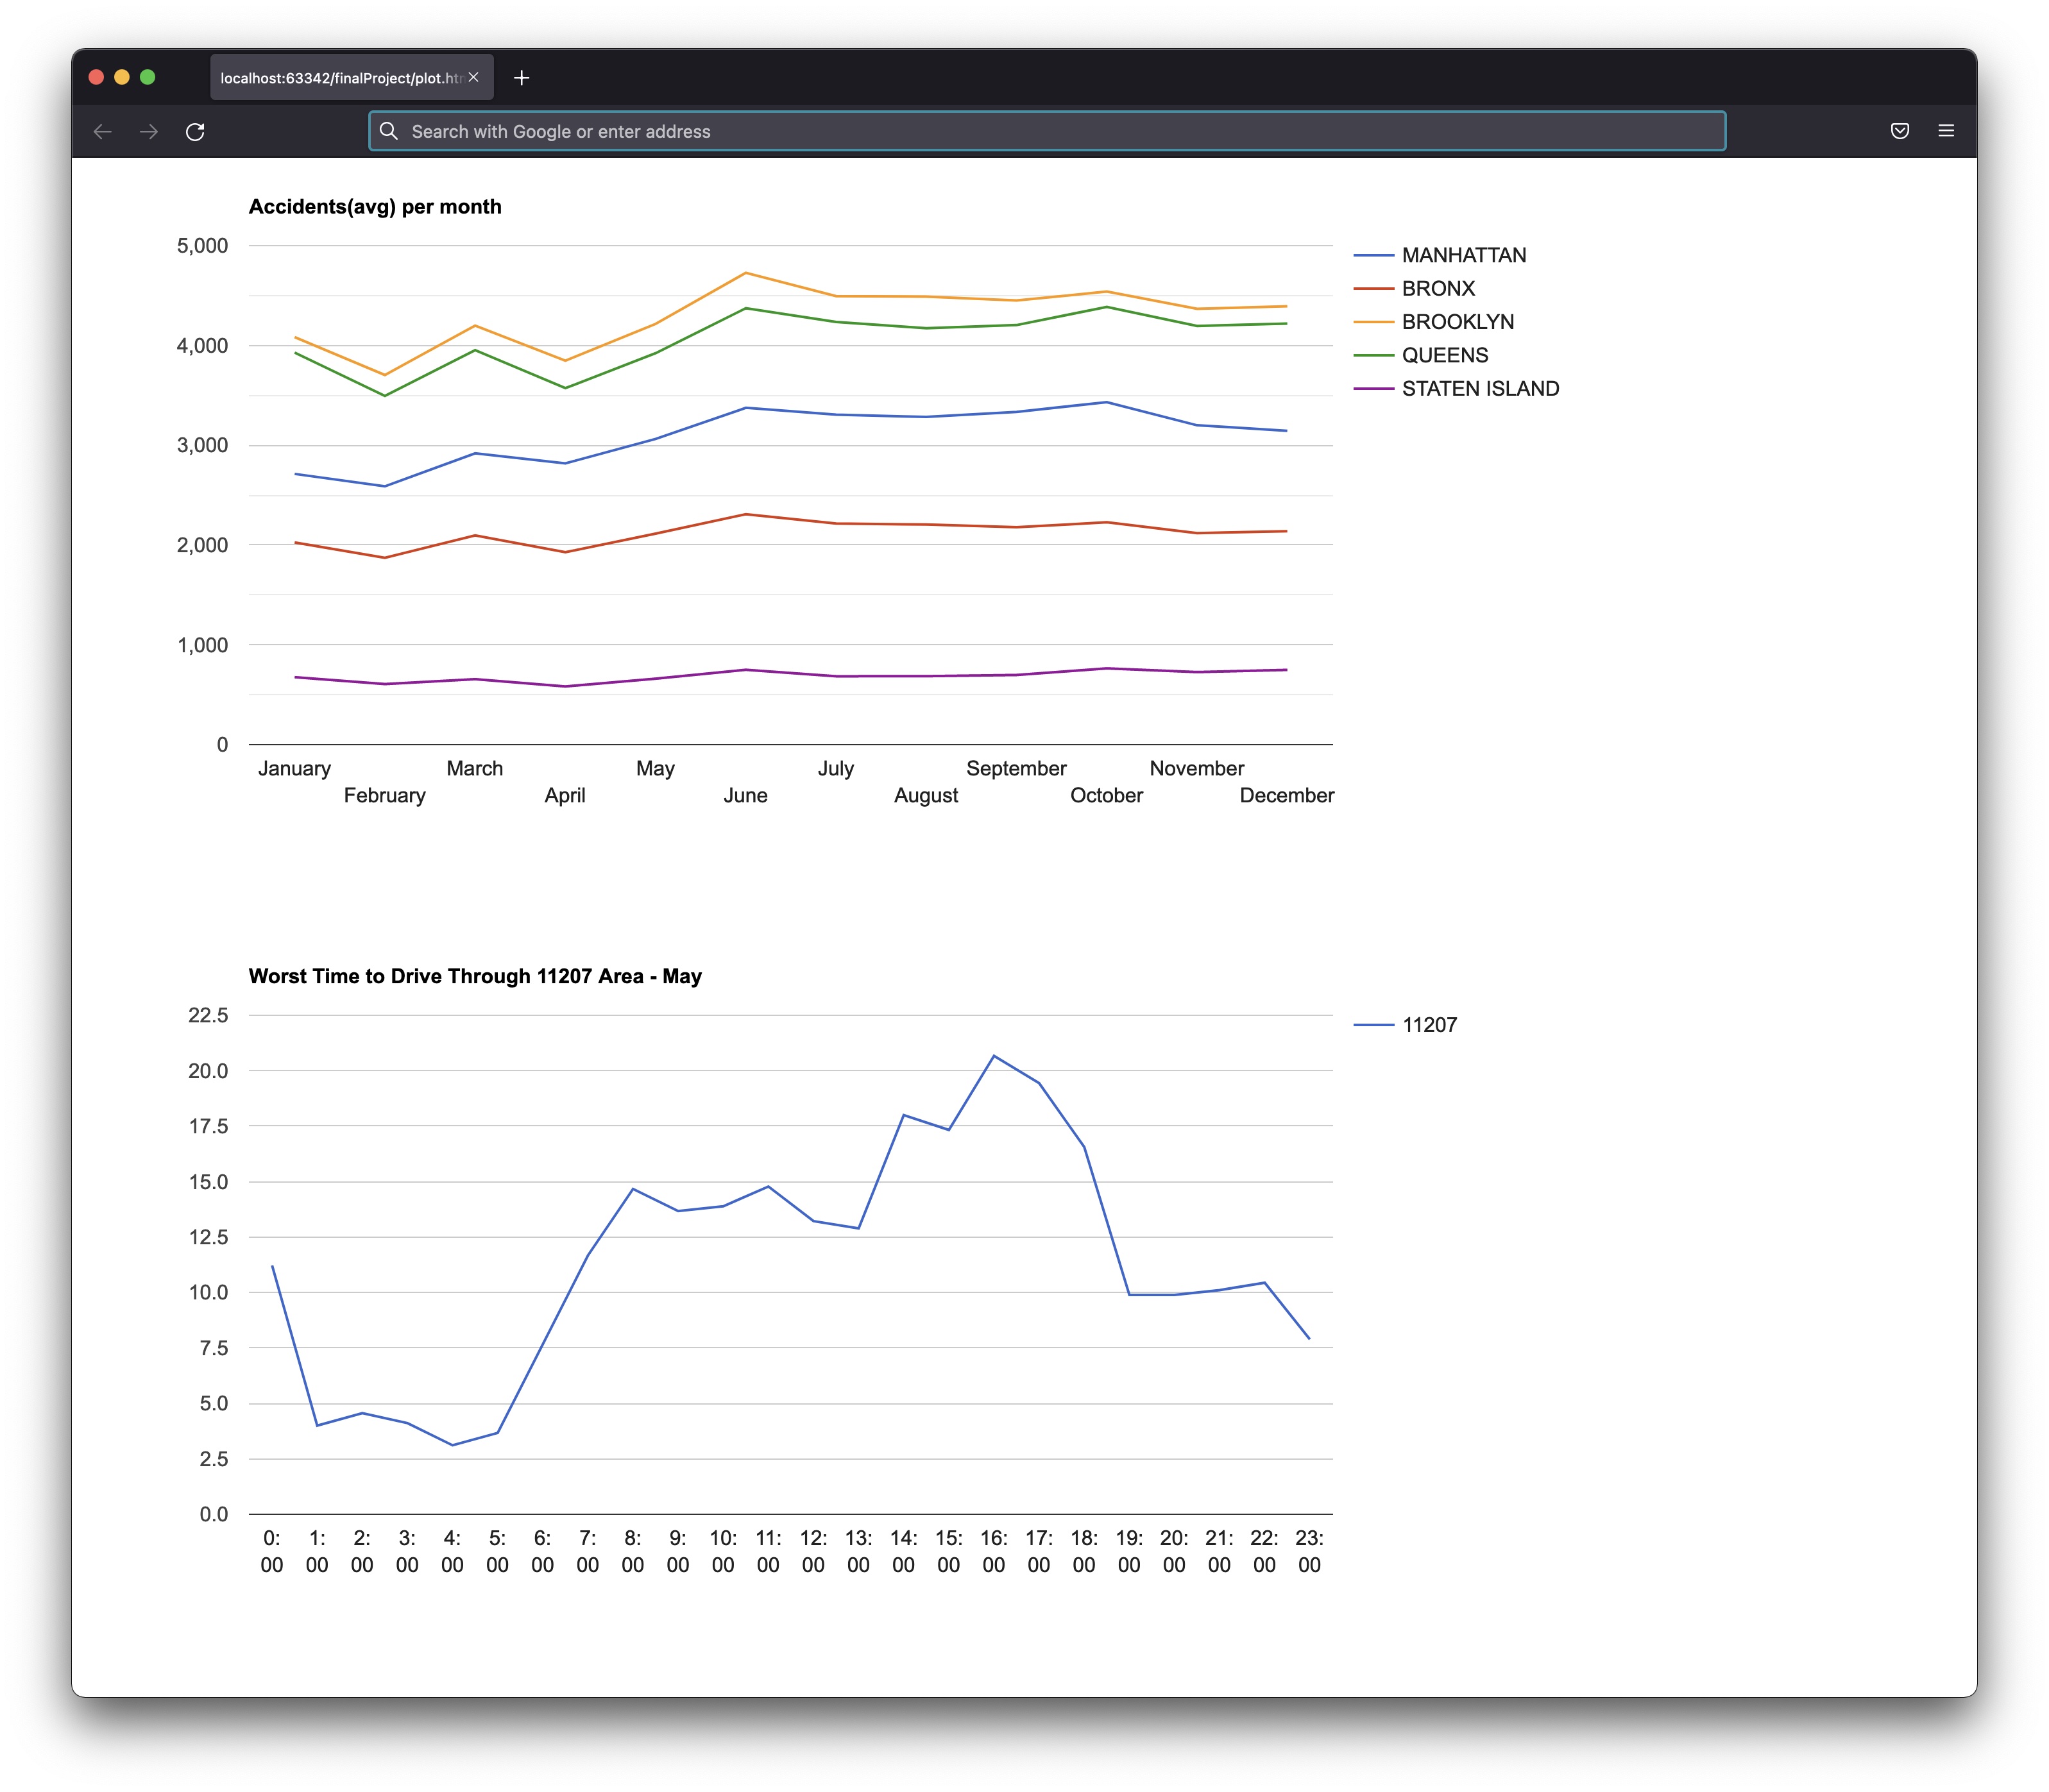 localhost:63342/finalProject/plot.htm
Search with Google or enter address
Accidents(avg) per month
5,000
4,000
3,000
2,000
1,000
0
MANHATTAN
BRONX
BROOKLYN
QUEENS
STATEN ISLAND
January March May July September November
February April June August October December
Worst Time to Drive Through 11207 Area - May
22.5
20.0
17.5
15.0
12.5
10.0
7.5
5.0
2.5
0.0
11207
0: 1: 2: 3: 4: 5: 6: 7: 8: 9: 10: 11: 12: 13: 14: 15: 16: 17: 18: 19: 20: 21: 22: 23:
00 00 00 00 00 00 00 00 00 00 00 00 00 00 00 00 00 00 00 00 00 00 00 00